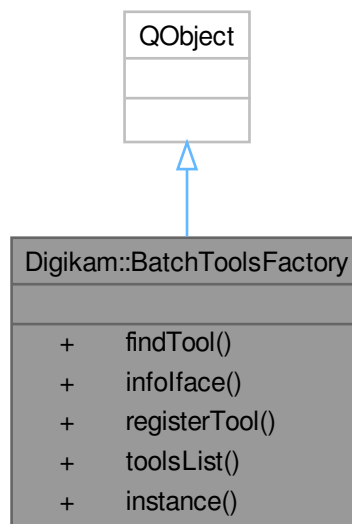 QObject
Digikam::BatchToolsFactory
+ findTool()
+ infoIface()
+ registerTool()
+ toolsList()
+ instance()